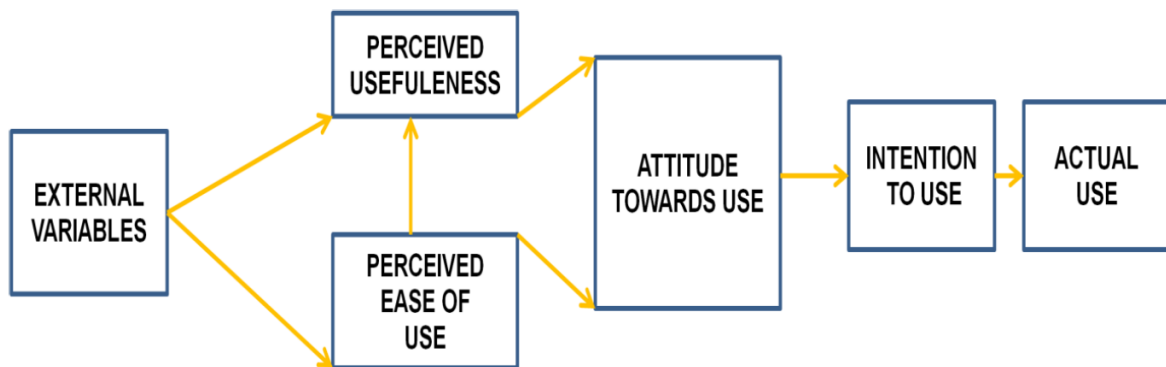 PERCEIVED
USEFULENESS
EXTERNAL
VARIABLES
PERCEIVED
EASE OF
USE
ATTITUDE
TOWARDS USE
INTENTION
TO USE
ACTUAL
USE